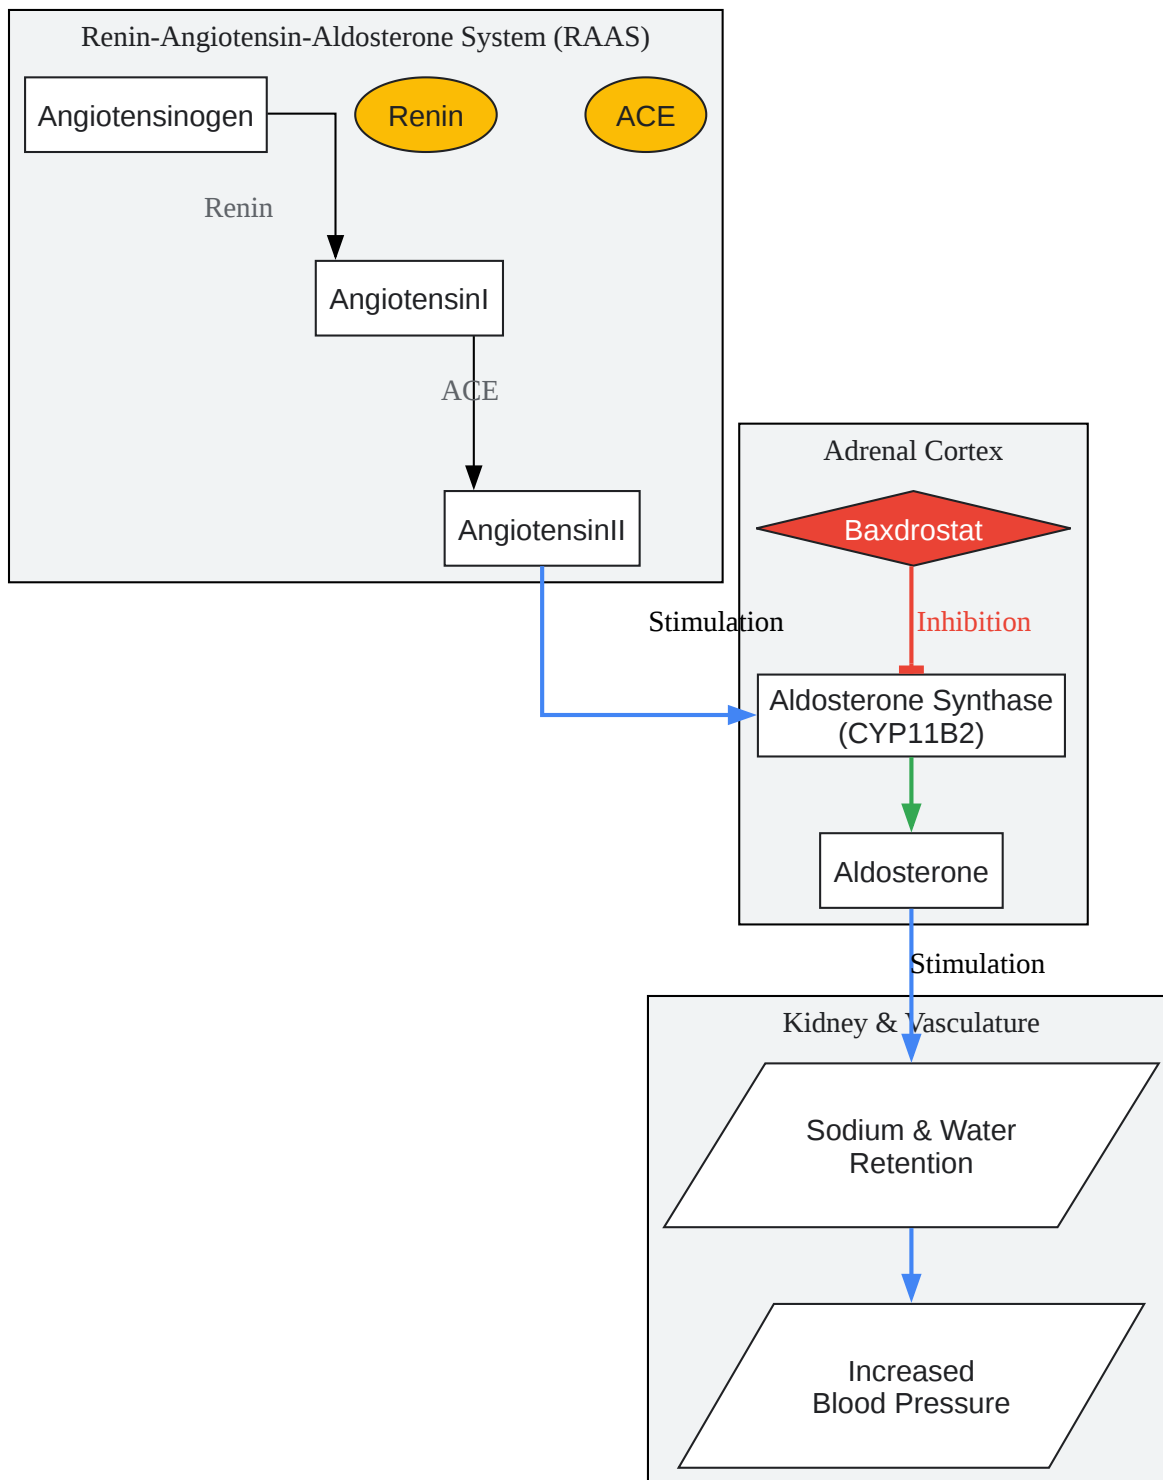 Renin-Angiotensin-Aldosterone System (RAAS)
Angiotensinogen
Renin
ACE
Renin
AngiotensinI
ACE
AngiotensinII
Adrenal Cortex
Baxdrostat
Stimulation
Inhibition
Aldosterone Synthase
(CYP11B2)
Aldosterone
Stimulation
Kidney & Vasculature
Sodium & Water
Retention
Increased
Blood Pressure